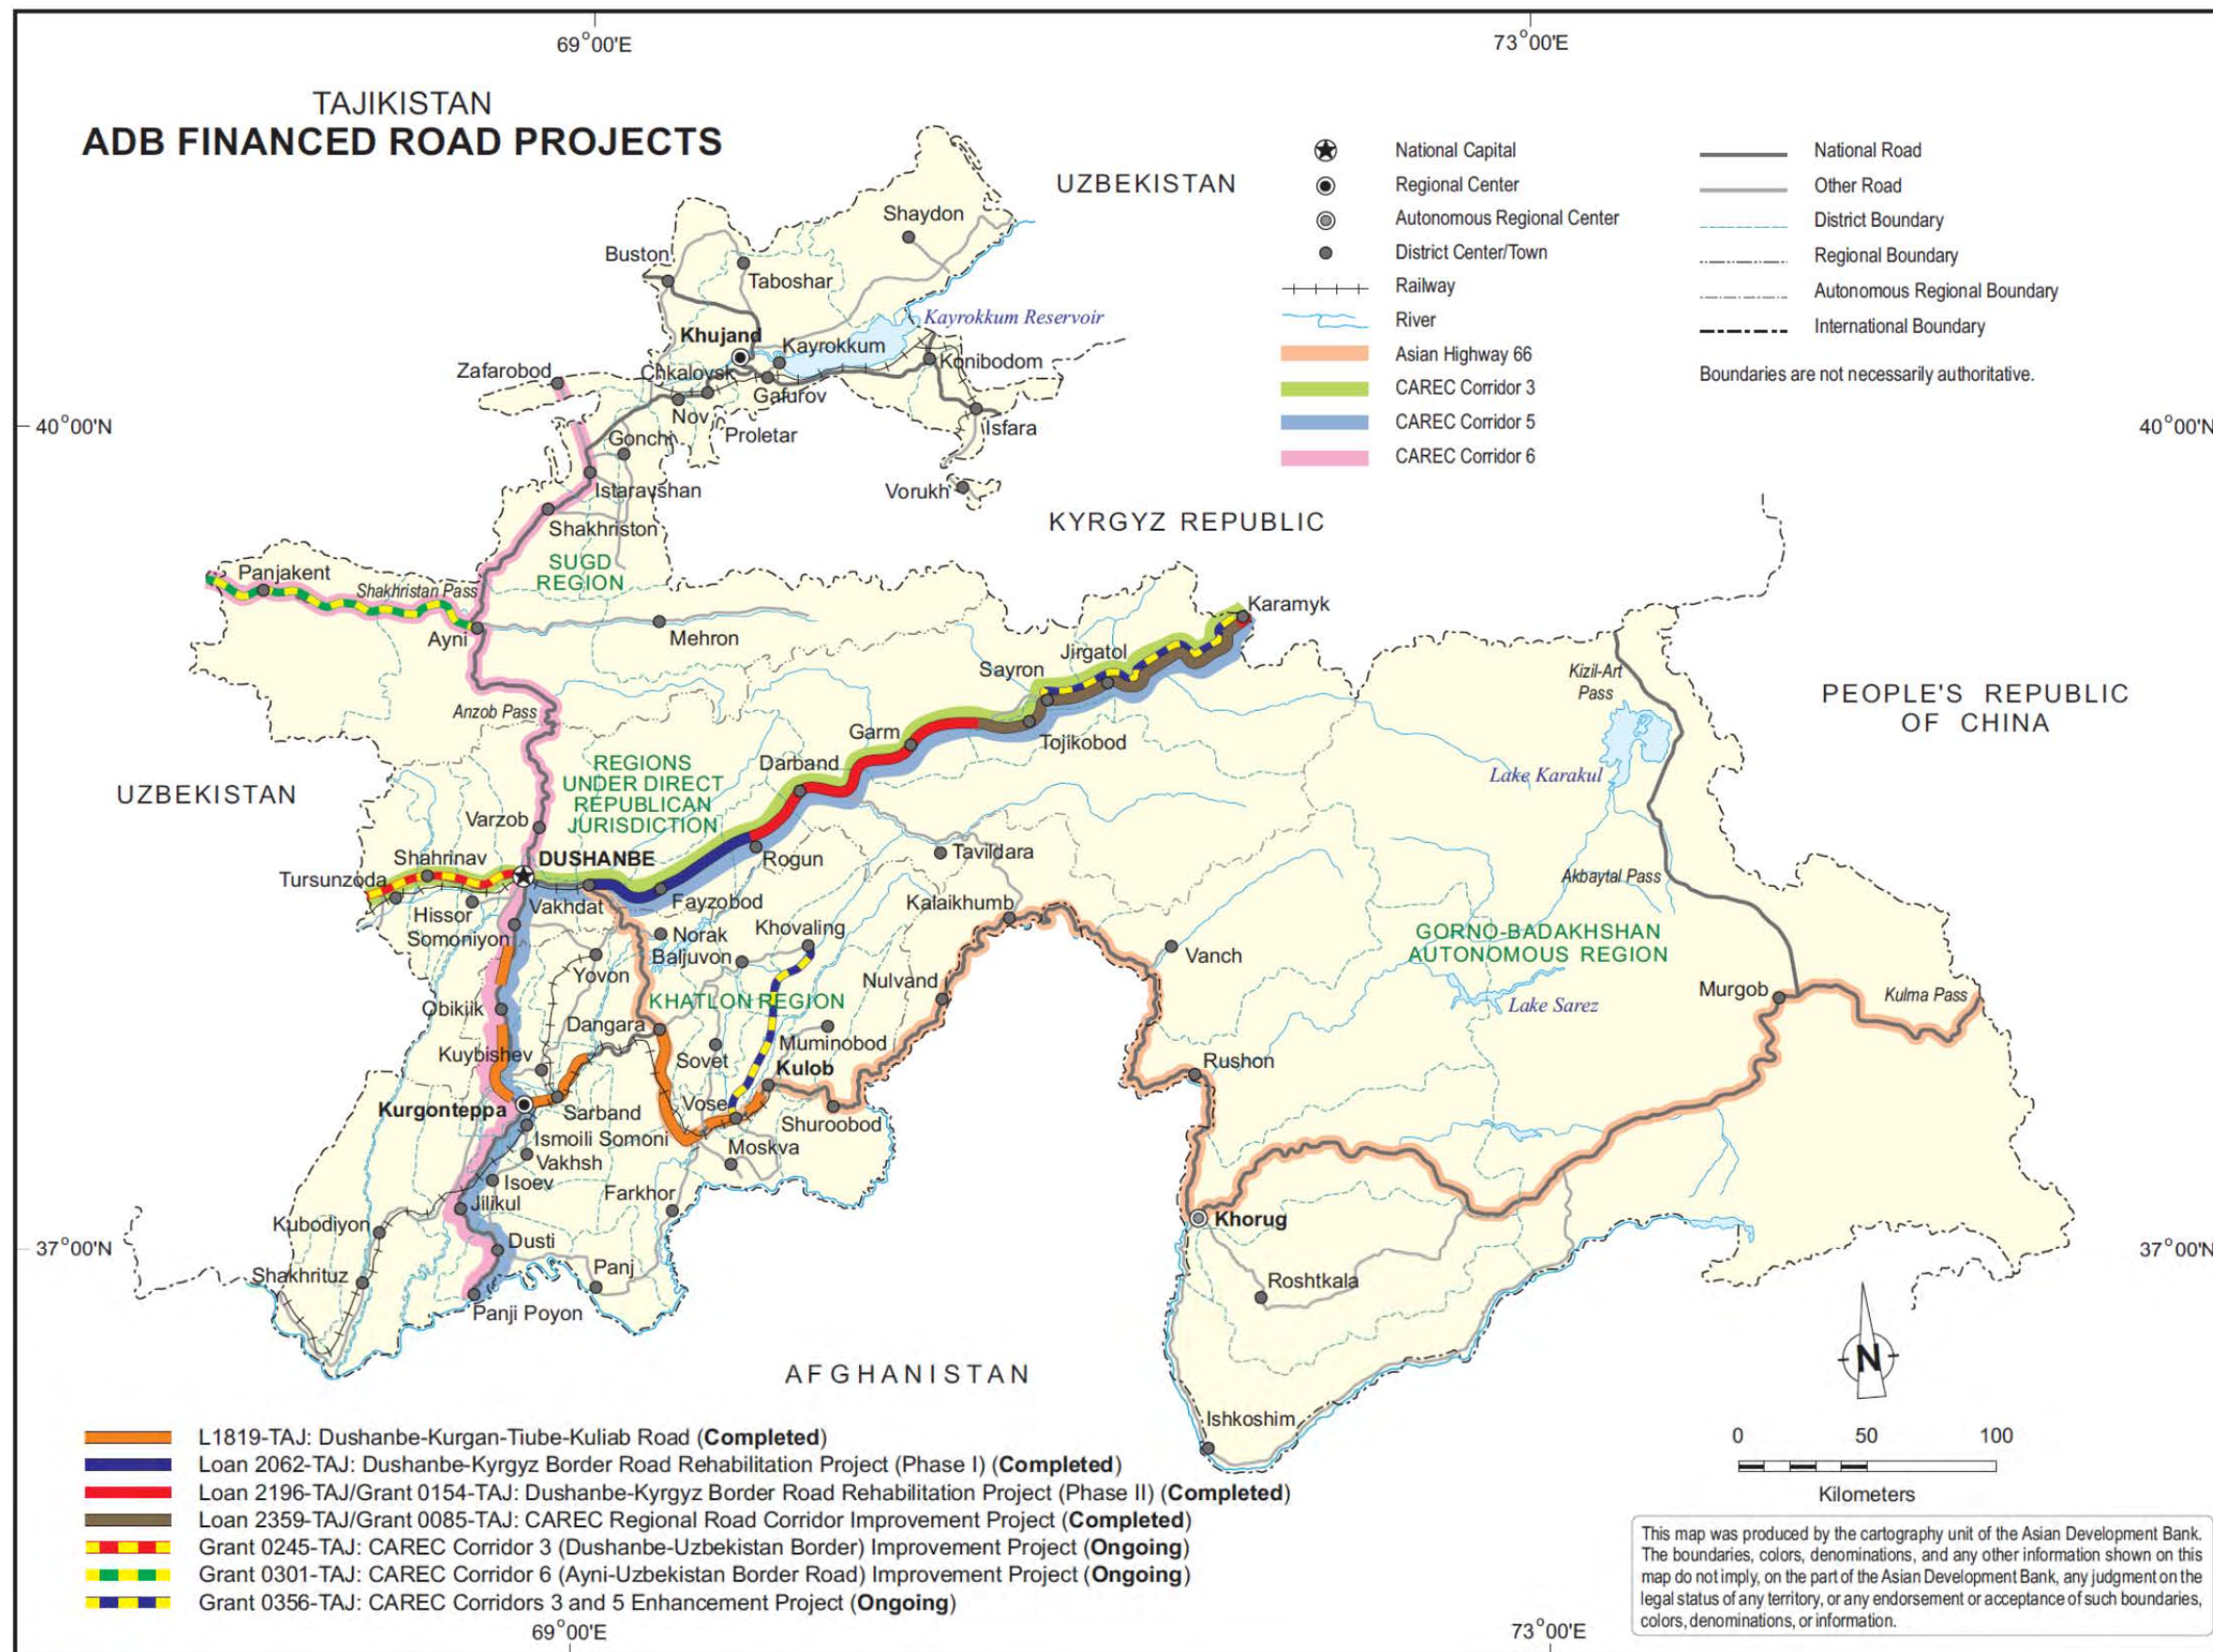 69°00'E
73°00'E
TAJIKISTAN
ADB FINANCED ROAD PROJECTS
National Capital
Regional Center
Autonomous Regional Center
District Center/Town
Railway
River
Asian Highway 66
CAREC Corridor 3
CAREC Corridor 5
CAREC Corridor 6
National Road
Other Road
District Boundary
Regional Boundary
Autonomous Regional Boundary
International Boundary
Boundaries are not necessarily authoritative.
UZBEKISTAN
Shaydon
Buston
Taboshar
Kayrokkum Reservoir
Khujand
Kayrokkum
Konibodom
Zafarobod
Chkalovsk
Gafurov
Nov
Proletar
Isfara
40°00'N
40°00'N
Gonchi
Istaravshan
Vorukh
Shakhriston
KYRGYZ REPUBLIC
SUGD
REGION
Panjakent
Shakhristan Pass
Ayni
Mehron
Karamyk
Jirgatol
Sayron
Kizil-Art
Pass
PEOPLE'S REPUBLIC
OF CHINA
Anzob Pass
Garm
Tojikobod
Darband
REGIONS
UNDER DIRECT
REPUBLICAN
JURISDICTION
Lake Karakul
UZBEKISTAN
Varzob
Shahrinav
DUSHANBE
Rogun
Tavildara
Tursunzoda
Akbaytal Pass
Hissor
Vakhdat
Fayzobod
Kalaikhumb
Somoniyon
Norak
Khovaling
Baljuvon
Yovon
Vanch
GORNO-BADAKHSHAN
AUTONOMOUS REGION
Nulvand
KHATLON REGION
Murgob
Kulma Pass
Lake Sarez
Obikiik
Dangara
Muminobod
Kuybishev
Sovet
Kulob
Rushon
Kurgonteppa
Sarband
Vose
Shuroobod
Ismoili Somoni
Moskva
Vakhsh
Isoev
Farkhor
Jilikul
Khorug
Kubodiyon
Dusti
37°00'N
37°00'N
Shakhrituz
Panj
Roshtkala
Panji Poyon
AFGHANISTAN
N
Ishkoshim
L1819-TAJ: Dushanbe-Kurgan-Tiube-Kuliab Road (Completed)
Loan 2062-TAJ: Dushanbe-Kyrgyz Border Road Rehabilitation Project (Phase I) (Completed)
Loan 2196-TAJ/Grant 0154-TAJ: Dushanbe-Kyrgyz Border Road Rehabilitation Project (Phase II) (Completed)
Loan 2359-TAJ/Grant 0085-TAJ: CAREC Regional Road Corridor Improvement Project (Completed)
Grant 0245-TAJ: CAREC Corridor 3 (Dushanbe-Uzbekistan Border) Improvement Project (Ongoing)
Grant 0301-TAJ: CAREC Corridor 6 (Ayni-Uzbekistan Border Road) Improvement Project (Ongoing)
Grant 0356-TAJ: CAREC Corridors 3 and 5 Enhancement Project (Ongoing)
0 50 100
Kilometers
This map was produced by the cartography unit of the Asian Development Bank.
The boundaries, colors, denominations, and any other information shown on this
map do not imply, on the part of the Asian Development Bank, any judgment on the
legal status of any territory, or any endorsement or acceptance of such boundaries,
colors, denominations, or information.
69°00'E
73°00'E